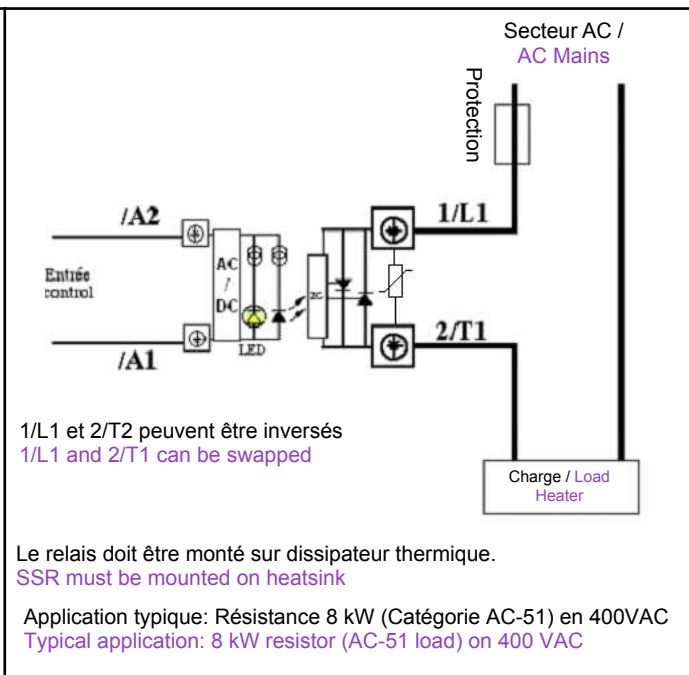 Secteur AC /
AC Mains
Protection
/A2
1/L1
Entrée
control
AC
/
DC
ZC
LED
/A1
2/T1
1/L1 et 2/T2 peuvent être inversés
1/L1 and 2/T1 can be swapped
Charge / Load
Heater
Le relais doit être monté sur dissipateur thermique.
SSR must be mounted on heatsink
Application typique: Résistance 8 kW (Catégorie AC-51) en 400VAC
Typical application: 8 kW resistor (AC-51 load) on 400 VAC